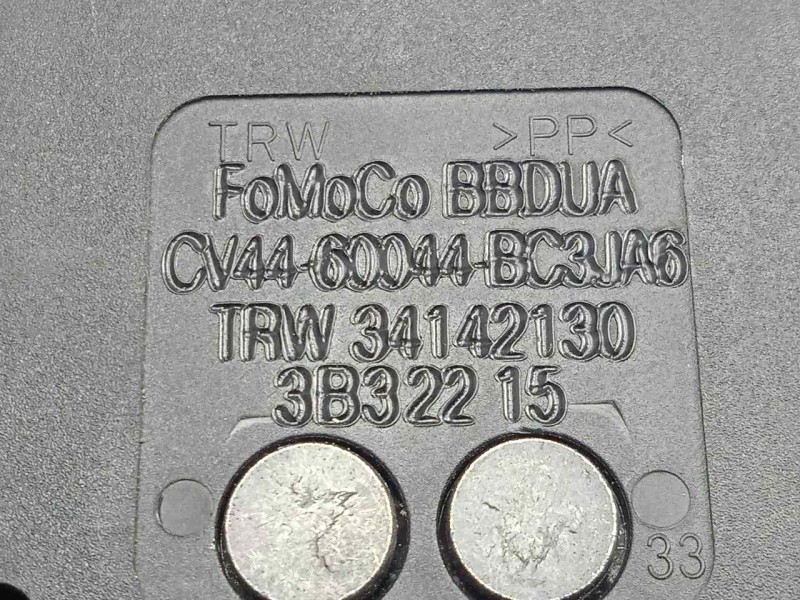 TRW >PP<
FoMoCo BBDUA
CV44-60044-BC3JA6
TRW 34142130
3B322 15
33